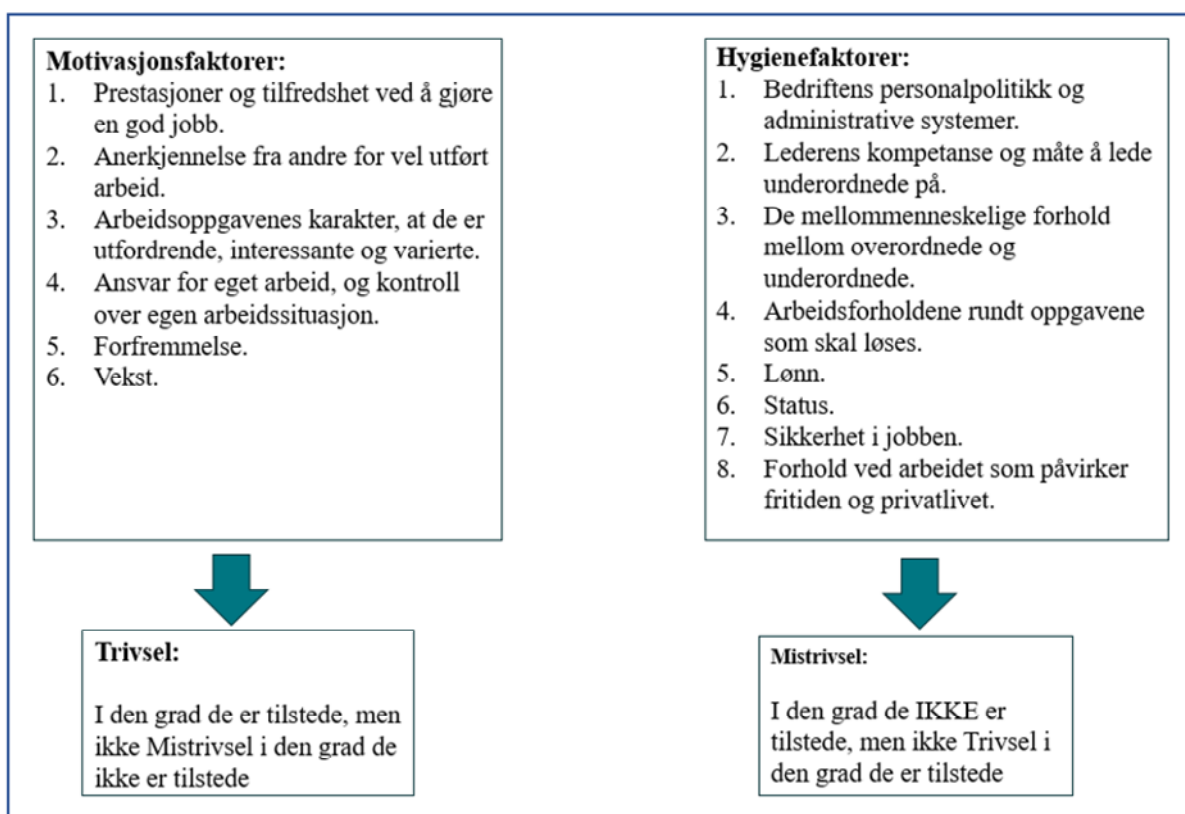 Motivasjonsfaktorer:
1. Prestasjoner og tilfredshet ved å gjøre
en god jobb.
2. Anerkjennelse fra andre for vel utført
arbeid.
3. Arbeidsoppgavenes karakter, at de er
utfordrende, interessante og varierte.
4. Ansvar for eget arbeid, og kontroll
over egen arbeidssituasjon.
5. Forfremmelse.
6. Vekst.
Trivsel:
I den grad de er tilstede, men
ikke Mistrivsel i den grad de
ikke er tilstede
Hygienefaktorer:
1. Bedriftens personalpolitikk og
administrative systemer.
2. Lederens kompetanse og måte å lede
underordnede på.
3. De mellommenneskelige forhold
mellom overordnede og
underordnede.
4. Arbeidsforholdene rundt oppgavene
som skal løses.
5. Lønn.
6. Status.
7. Sikkerhet i jobben.
8. Forhold ved arbeidet som påvirker
fritiden og privatlivet.
Mistrivsel:
I den grad de IKKE er
tilstede, men ikke Trivsel i
den grad de er tilstede